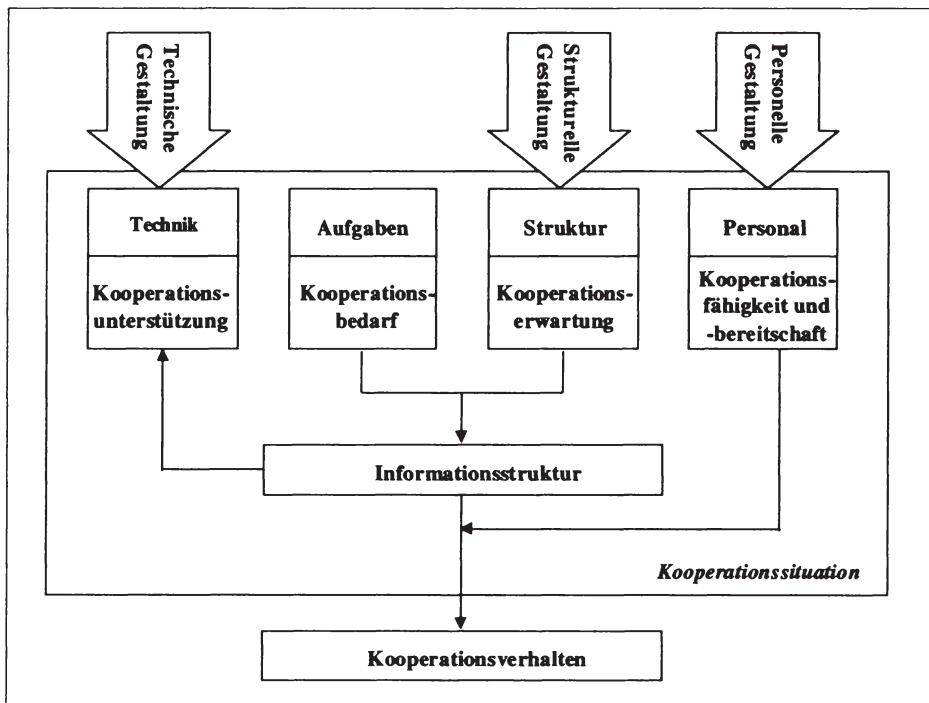 Technische
Gestaltung
Strukturelle
Gestaltung
Personelle
Gestaltung
Technik
Aufgaben
Struktur
Personal
Kooperations-
unterstützung
Kooperations-
bedarf
Kooperations-
erwartung
Kooperations-
fähigkeit und
-bereitschaft
Informationsstruktur
Kooperationssituation
Kooperationsverhalten